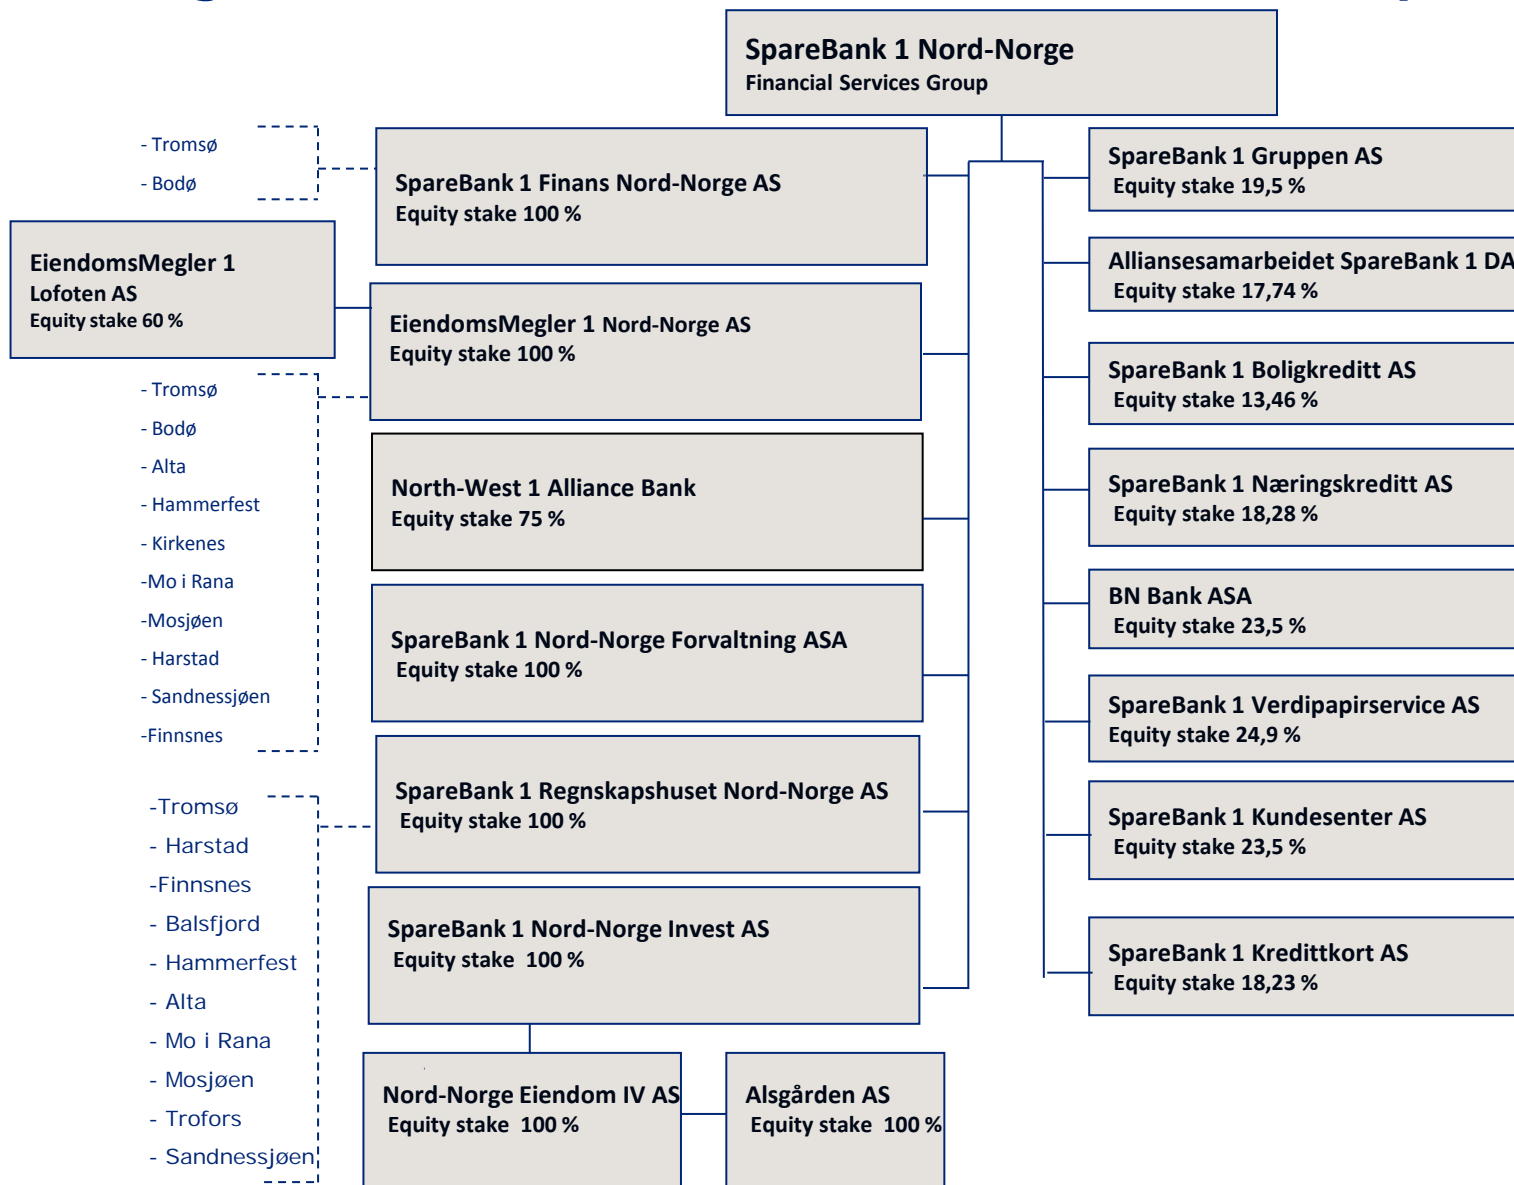 SpareBank 1 Nord-Norge
Financial Services Group
- Tromsø
- Bodø
SpareBank 1 Finans Nord-Norge AS
Equity stake 100 %
EiendomsMegler 1
Lofoten AS
Equity stake 60 %
EiendomsMegler 1 Nord-Norge AS
Equity stake 100 %
- Tromsø
- Bodø
- Alta
- Hammerfest
- Kirkenes
-Mo i Rana
-Mosjøen
- Harstad
- Sandnessjøen
-Finnsnes
North-West 1 Alliance Bank
Equity stake 75 %
SpareBank 1 Nord-Norge Forvaltning ASA
Equity stake 100 %
SpareBank 1 Regnskapshuset Nord-Norge AS
Equity stake 100 %
-Tromsø
- Harstad
-Finnsnes
- Balsfjord
- Hammerfest
- Alta
- Mo i Rana
- Mosjøen
- Trofors
- Sandnessjøen
SpareBank 1 Nord-Norge Invest AS
Equity stake 100 %
Nord-Norge Eiendom IV AS
Equity stake 100 %
Alsgården AS
Equity stake 100 %
SpareBank 1 Gruppen AS
Equity stake 19,5 %
Alliansesamarbeidet SpareBank 1 DA
Equity stake 17,74 %
SpareBank 1 Boligkreditt AS
Equity stake 13,46 %
SpareBank 1 Næringskreditt AS
Equity stake 18,28 %
BN Bank ASA
Equity stake 23,5 %
SpareBank 1 Verdipapirservice AS
Equity stake 24,9 %
SpareBank 1 Kundesenter AS
Equity stake 23,5 %
SpareBank 1 Kredittkort AS
Equity stake 18,23 %